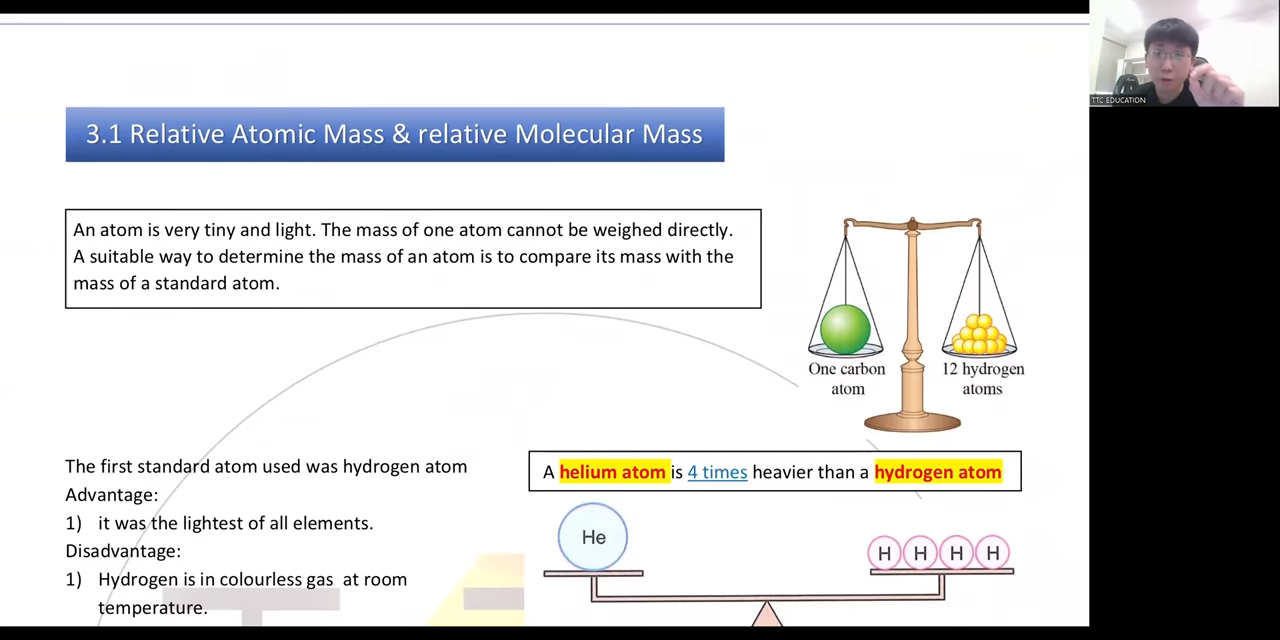 TTC EDUCATION
3.1 Relative Atomic Mass & relative Molecular Mass
An atom is very tiny and light. The mass of one atom cannot be weighed directly.
A suitable way to determine the mass of an atom is to compare its mass with the
mass of a standard atom.
One carbon
atom
12 hydrogen
atoms
The first standard atom used was hydrogen atom
Advantage:
1) it was the lightest of all elements.
Disadvantage:
1) Hydrogen is in colourless gas at room
temperature.
A helium atom is 4 times heavier than a hydrogen atom
He
H H H H